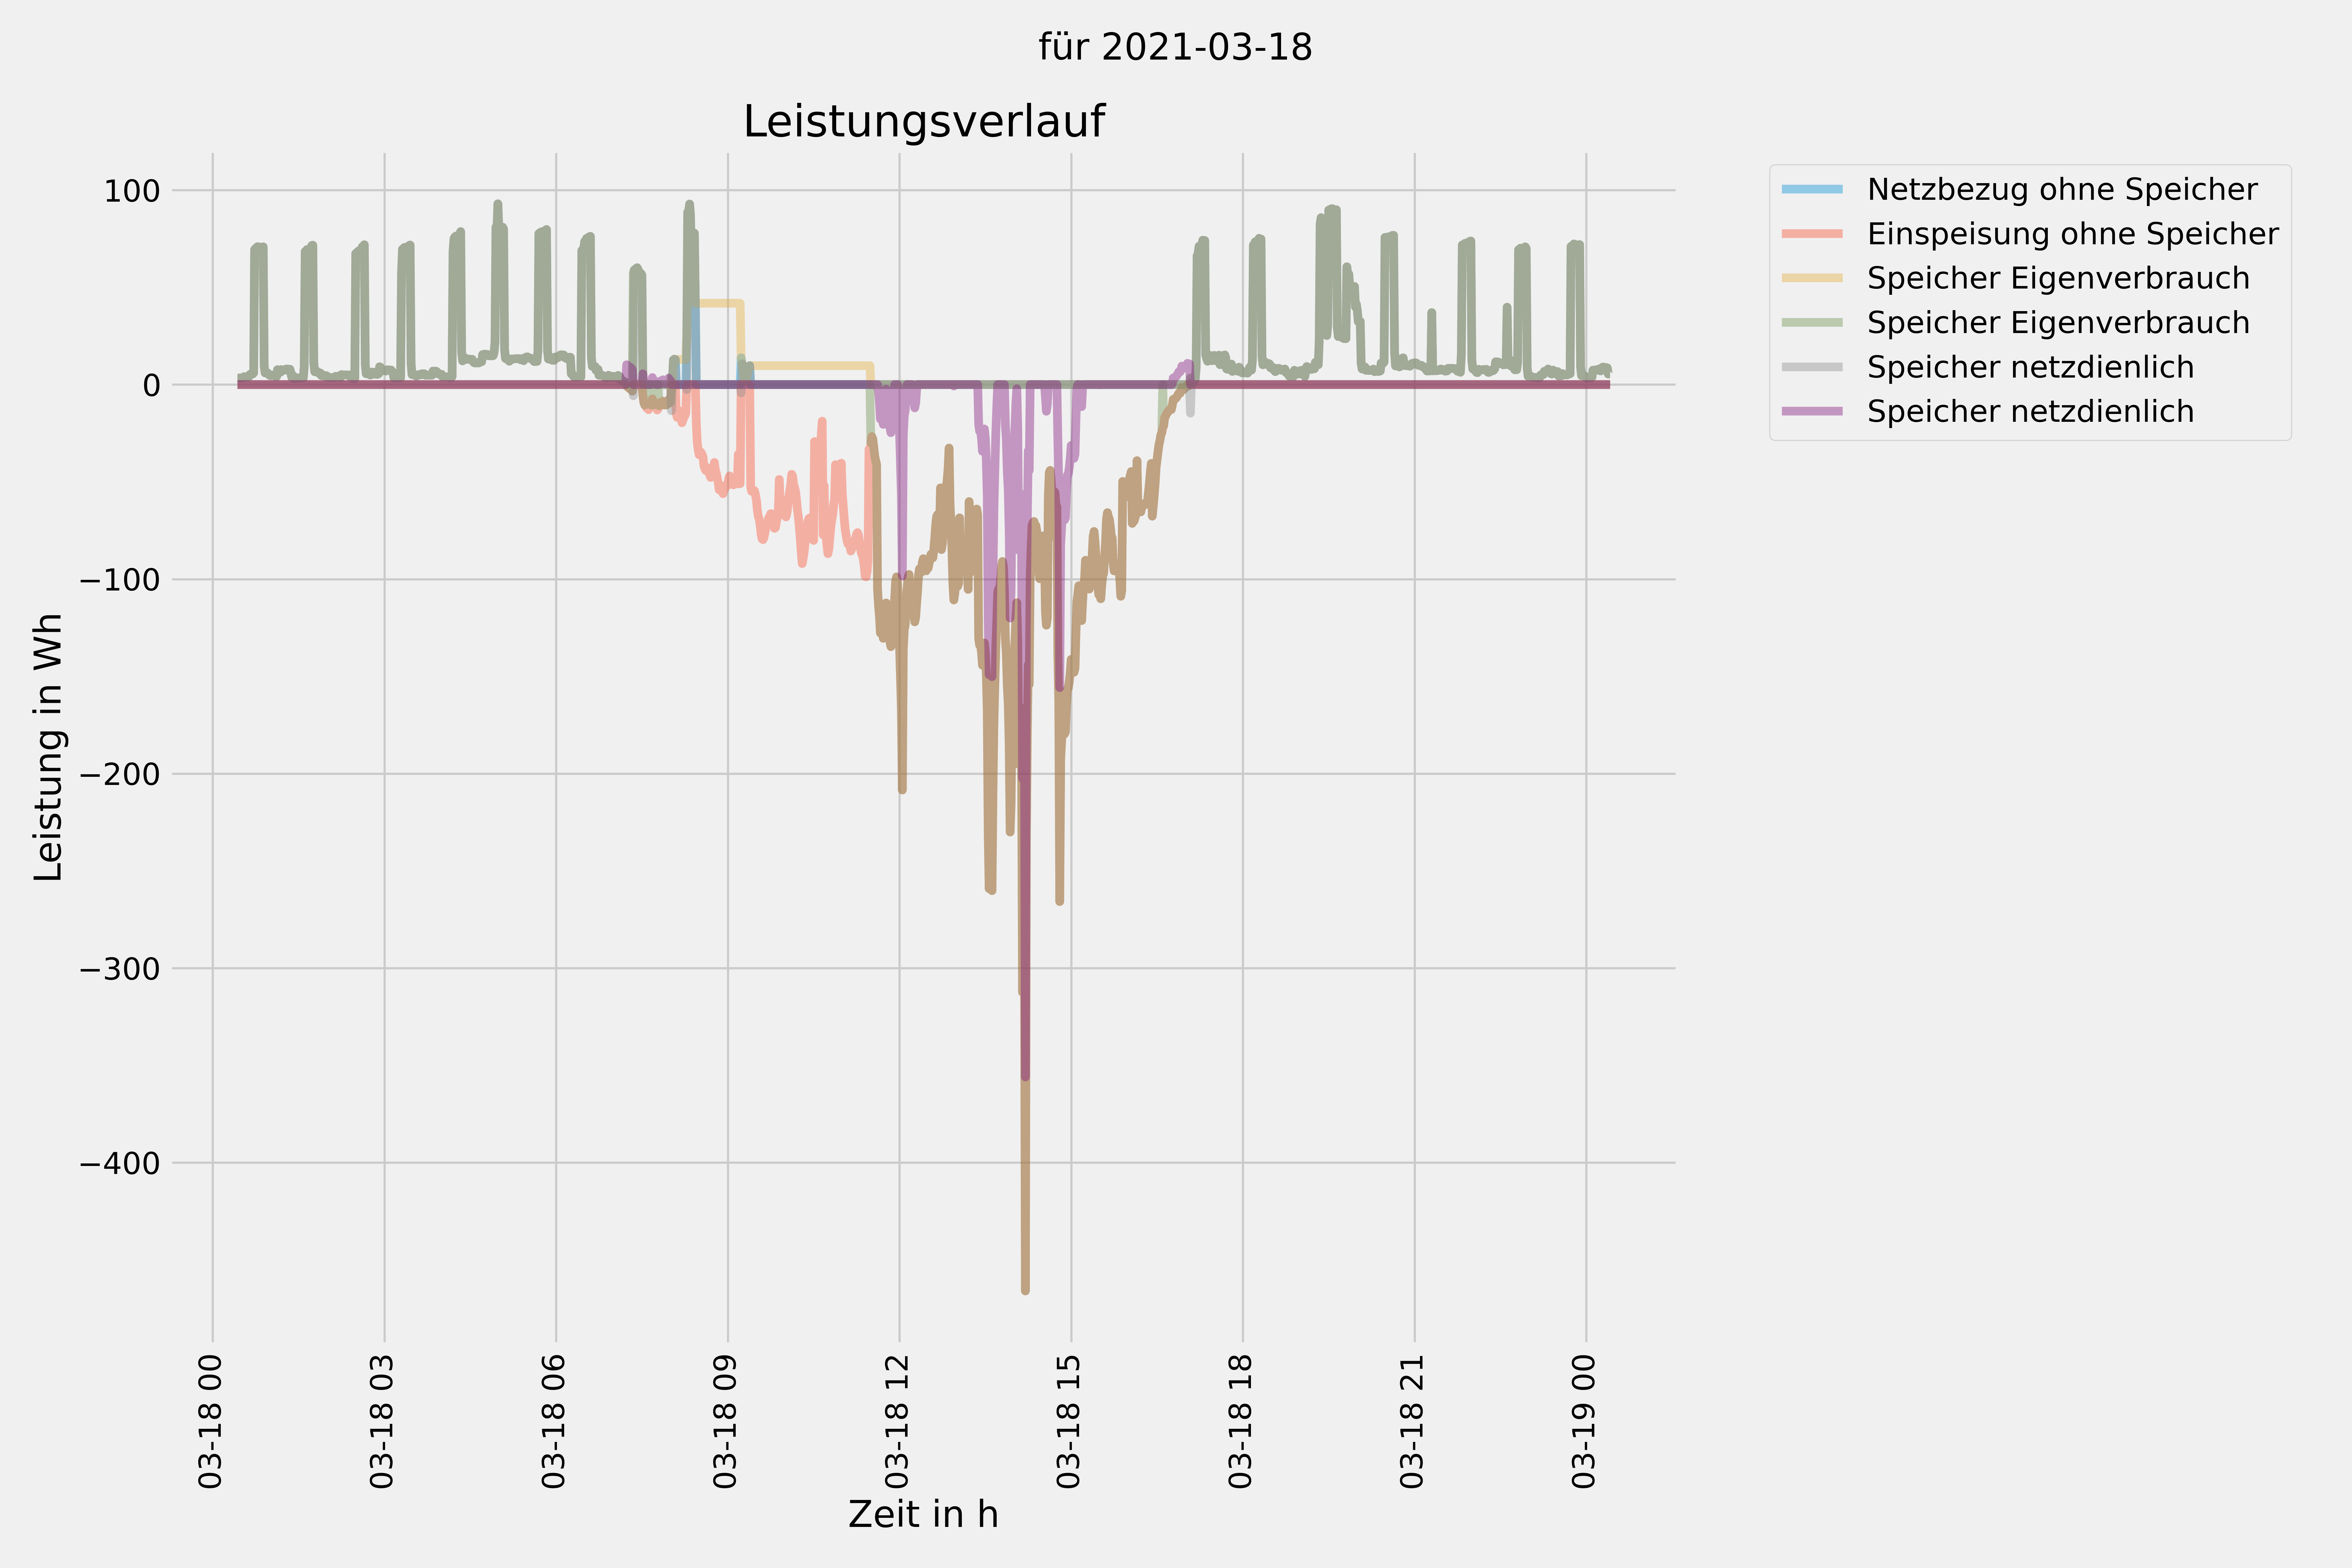 für 2021-03-18
Leistungsverlauf
100
0
−100
−200
−300
−400
Leistung in Wh
03-18 00
03-18 03
03-18 06
03-18 09
03-18 12
03-18 15
03-18 18
03-18 21
03-19 00
Zeit in h
Netzbezug ohne Speicher
Einspeisung ohne Speicher
Speicher Eigenverbrauch
Speicher Eigenverbrauch
Speicher netzdienlich
Speicher netzdienlich